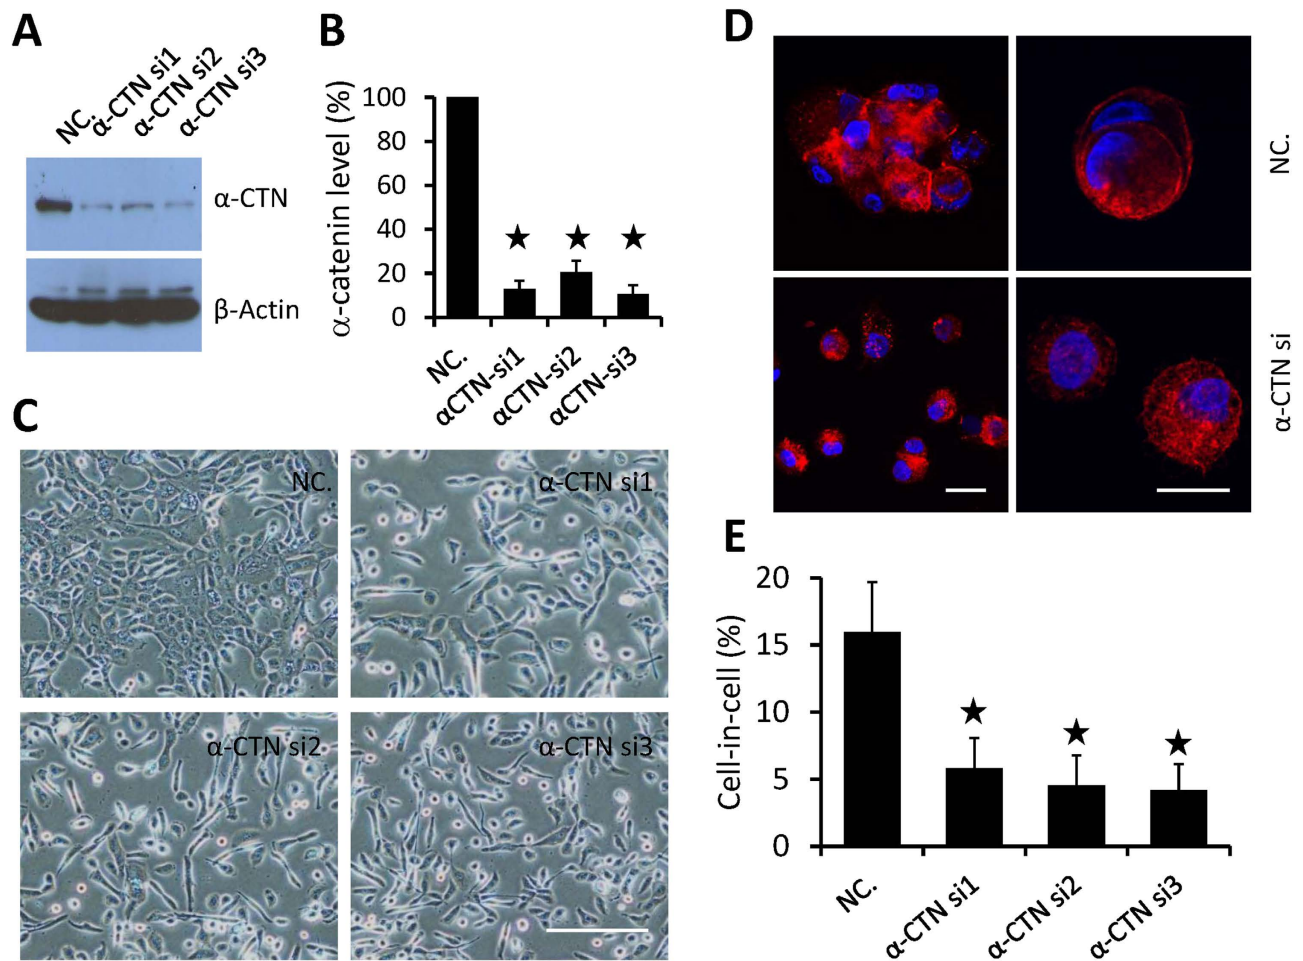 A
NC.
α-CTN si1
α-CTN si2
α-CTN si3
α-CTN
β-Actin
B
α-catenin level (%)
100
80
60
40
20
0
★ ★ ★
NC.
αCTN-si1
αCTN-si2
αCTN-si3
C
NC.
α-CTN si1
α-CTN si2
α-CTN si3
D
NC.
α-CTN si
E
Cell-in-cell (%)
20
15
10
5
0
★ ★ ★
NC.
α-CTN si1
α-CTN si2
α-CTN si3